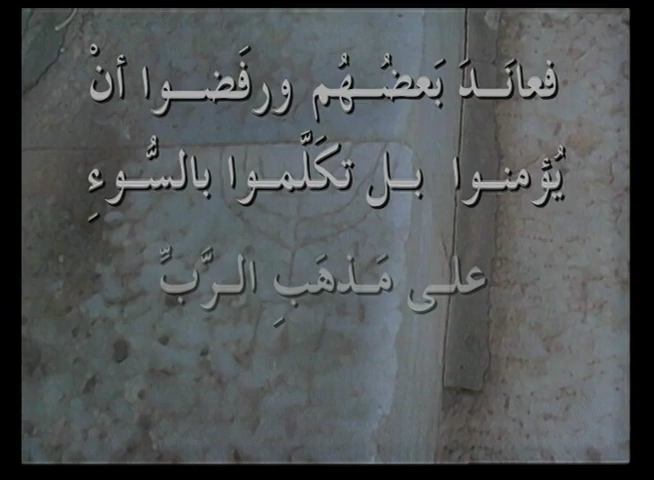 فعانَدَ بَعضُهُم ورفَضوا أنْ
يُؤمنوا بل تكَلَّموا بالسُّوءِ
على مَذهَبِ الرَّبِّ